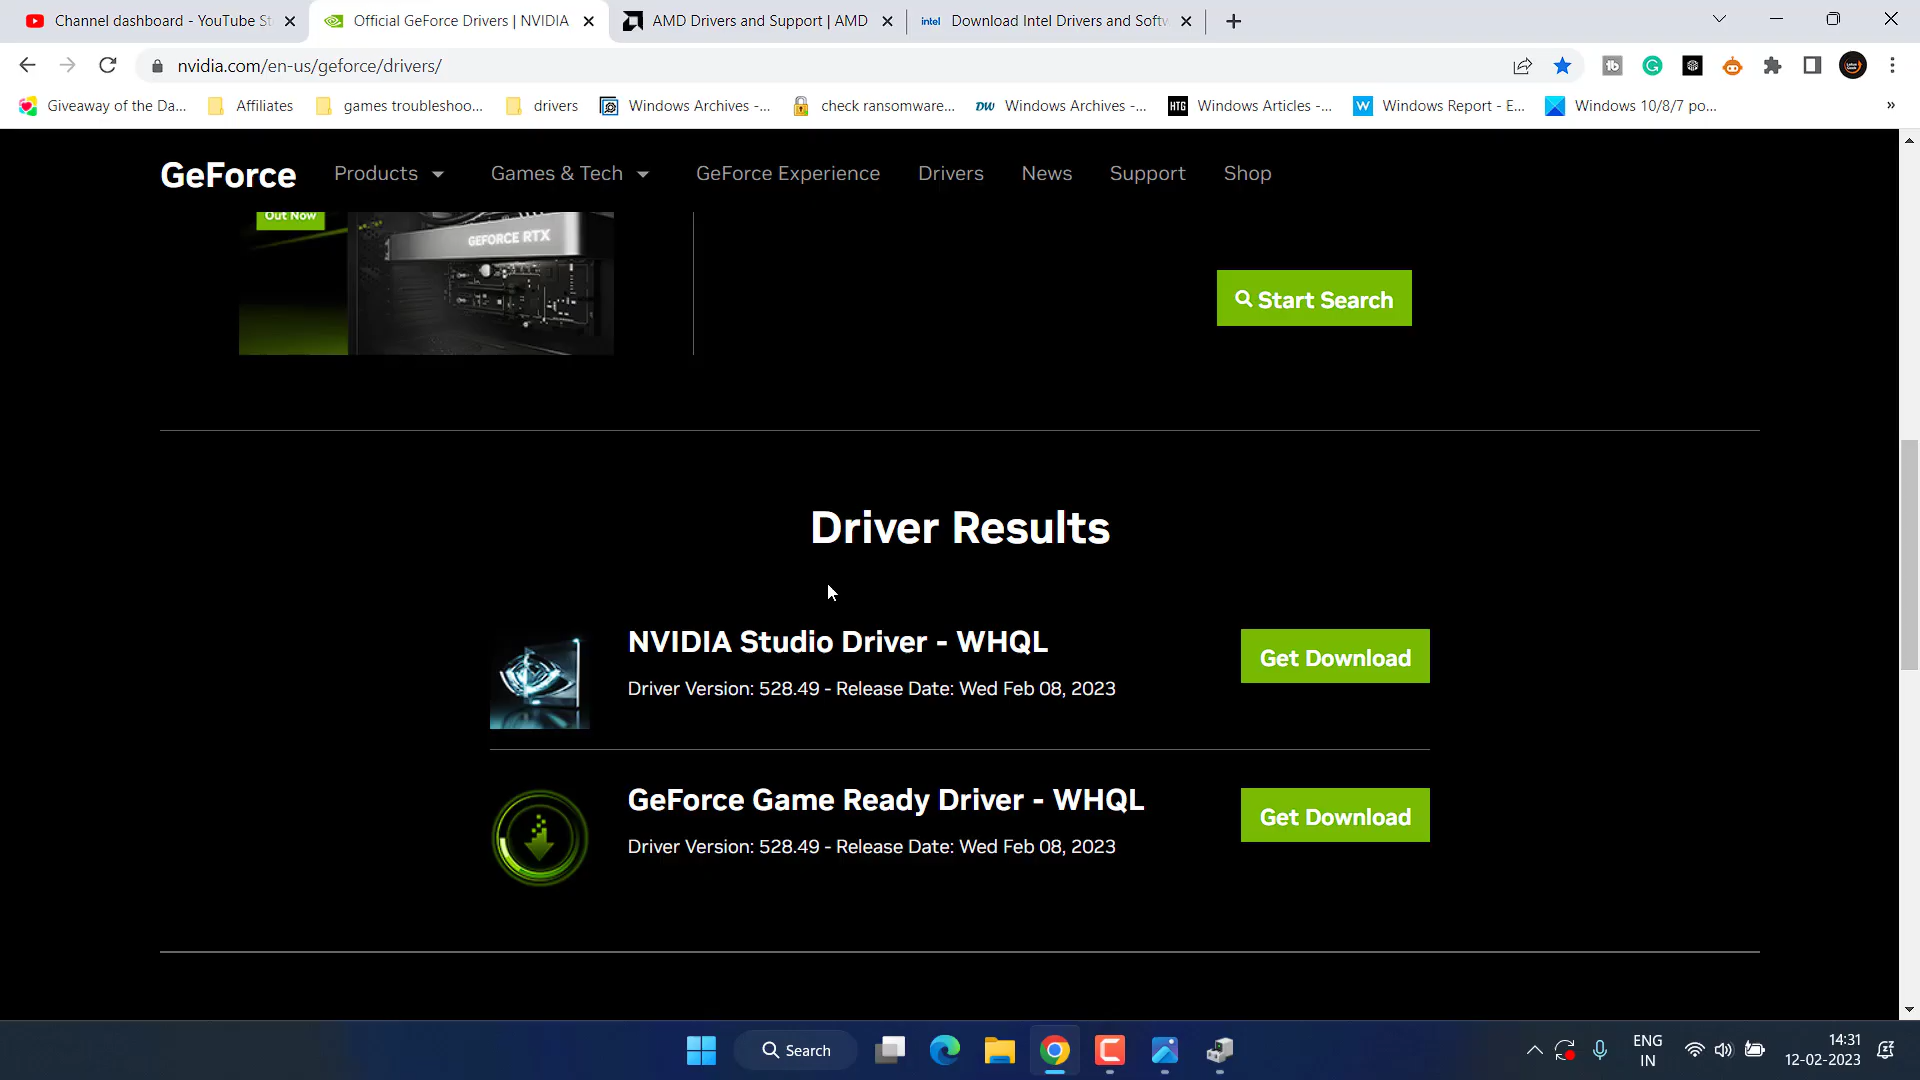 Channel dashboard - YouTube St
Official GeForce Drivers | NVIDIA
AMD Drivers and Support | AMD
intel Download Intel Drivers and Softw
nvidia.com/en-us/geforce/drivers/
Giveaway of the Da...
Affiliates
games troubleshoo...
drivers
Windows Archives -...
check ransomware...
DW Windows Archives -...
HTG Windows Articles -...
W Windows Report - E...
Windows 10/8/7 po...
»
GeForce
Products
Games & Tech
GeForce Experience
Drivers
News
Support
Shop
Out Now
GEFORCE RTX
Start Search
Driver Results
NVIDIA Studio Driver - WHQL
Driver Version: 528.49 - Release Date: Wed Feb 08, 2023
Get Download
GeForce Game Ready Driver - WHQL
Driver Version: 528.49 - Release Date: Wed Feb 08, 2023
Get Download
Search
ENG
IN
14:31
12-02-2023